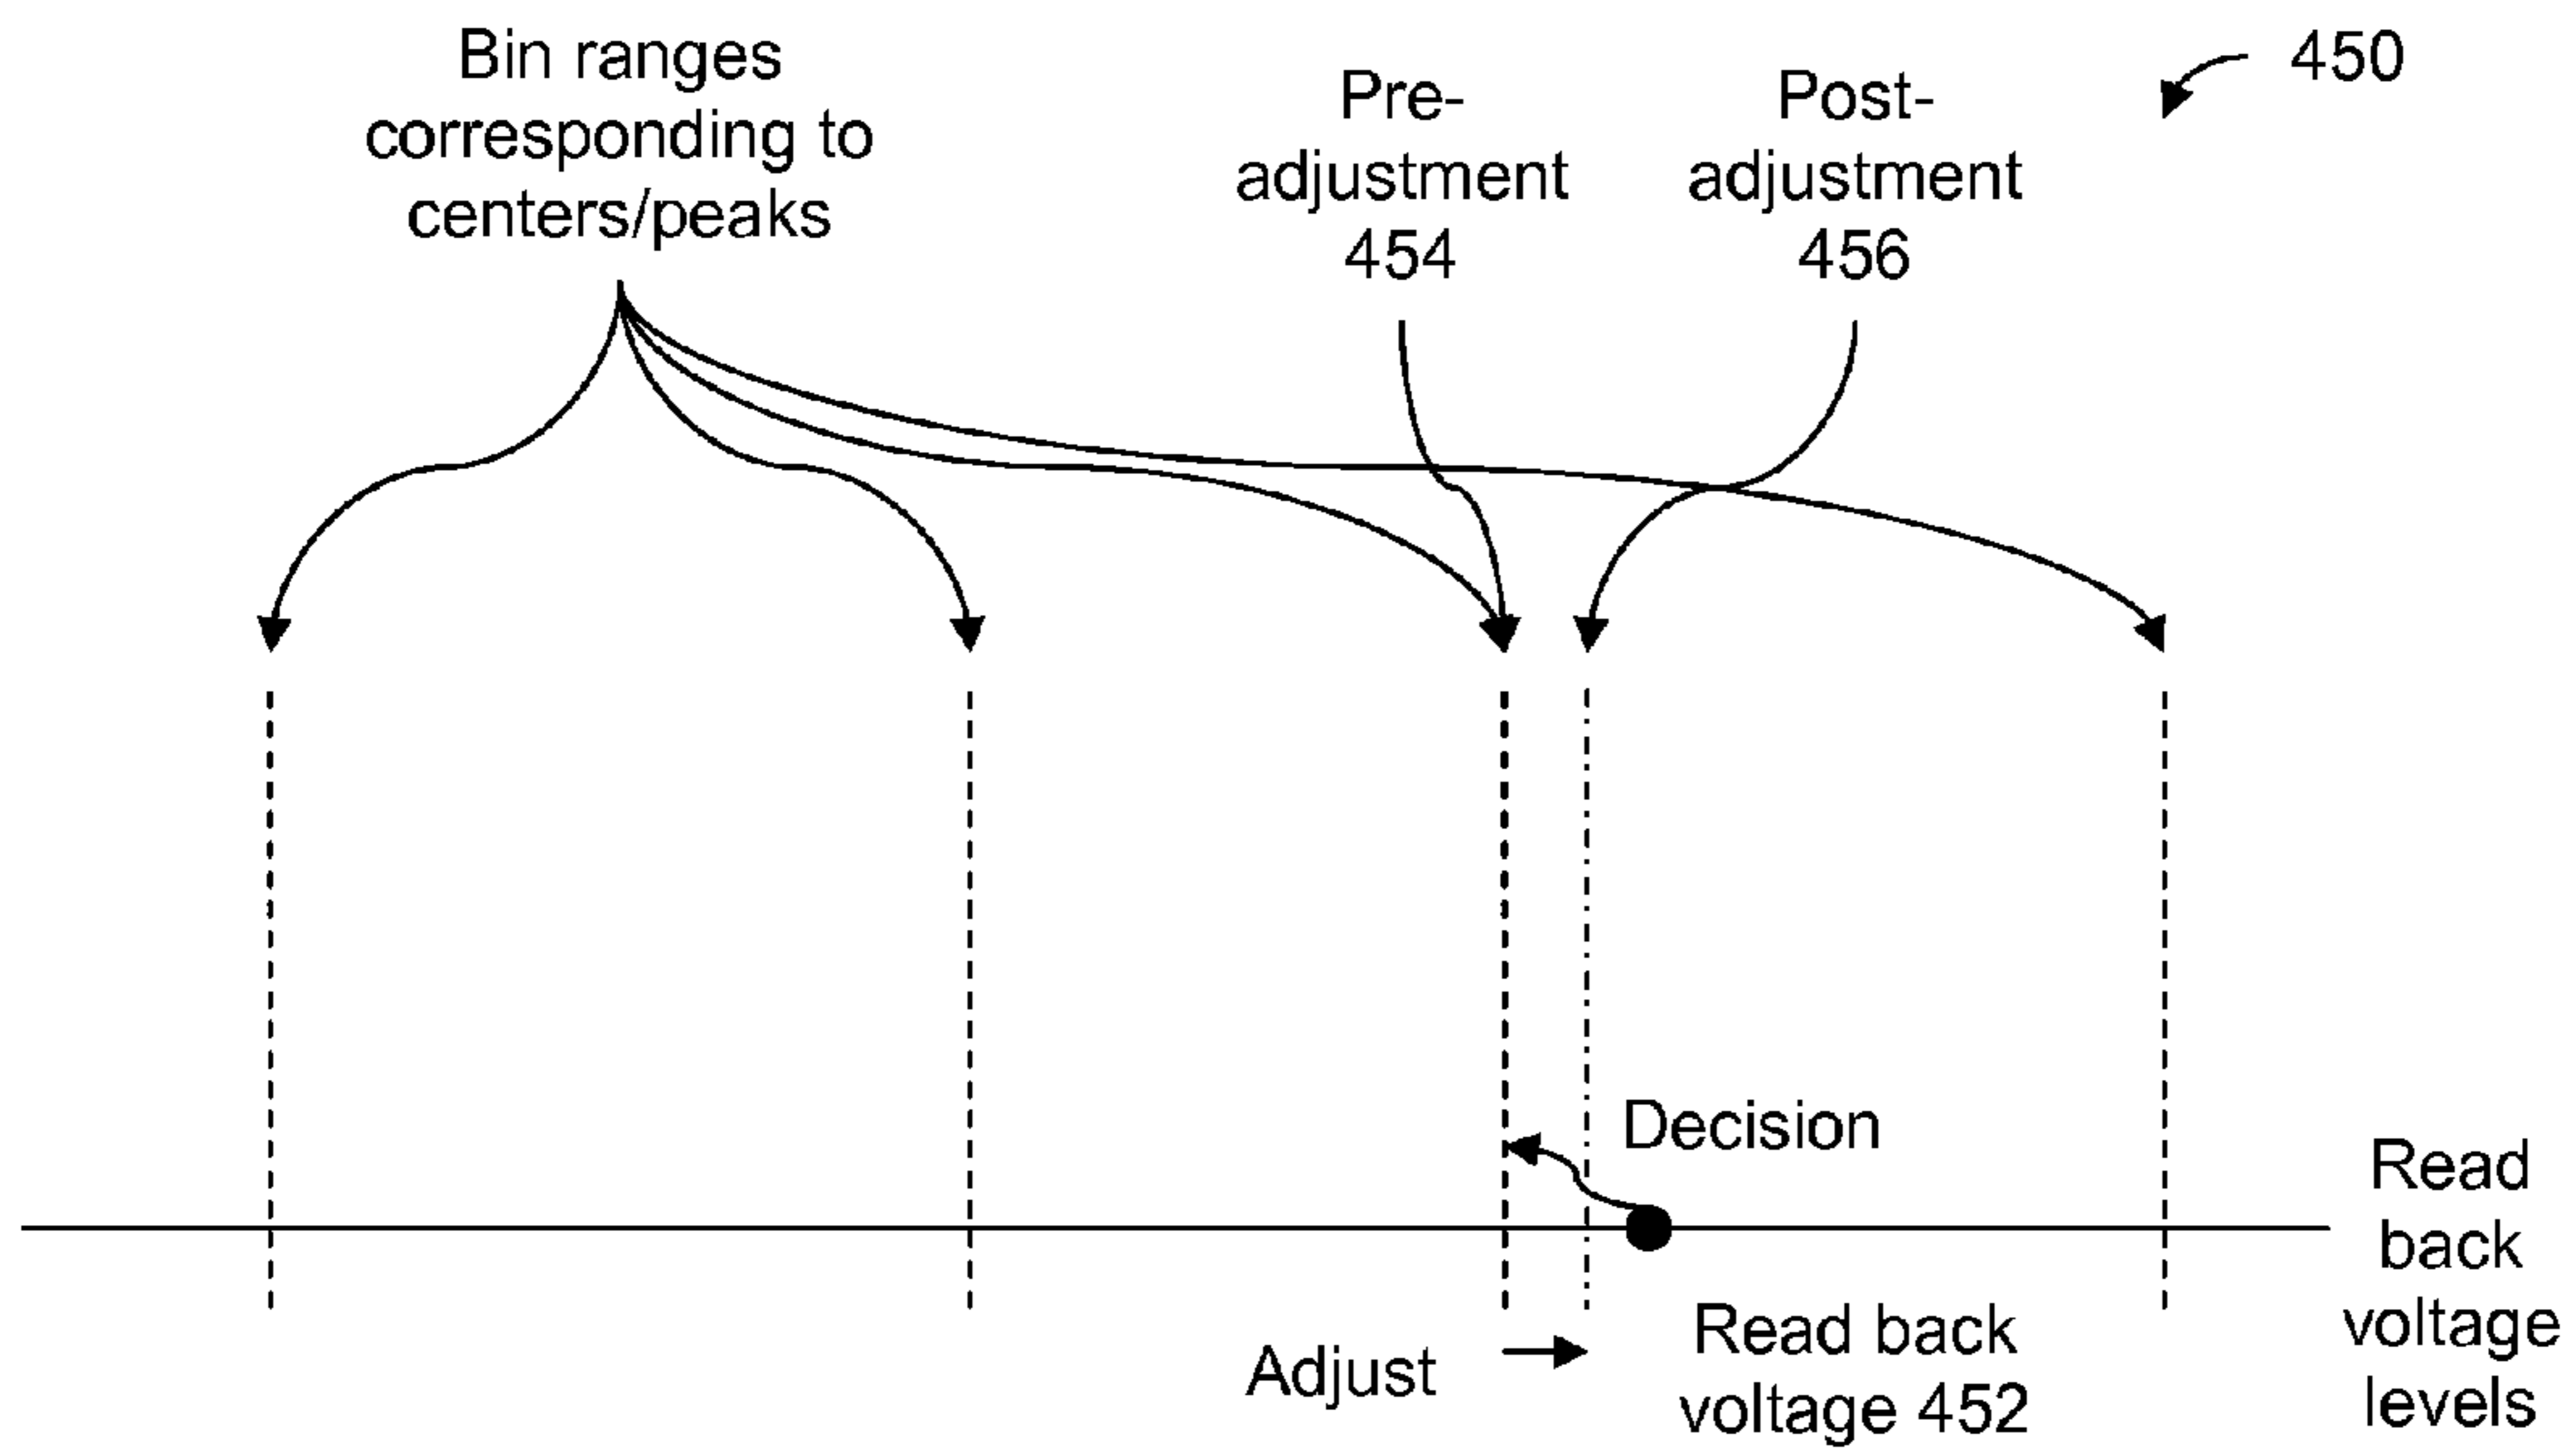 Bin ranges
corresponding to
centers/peaks
Pre-
adjustment
454
Post-
adjustment
456
450
Decision
Adjust
Read back
voltage 452
Read
back
voltage
levels